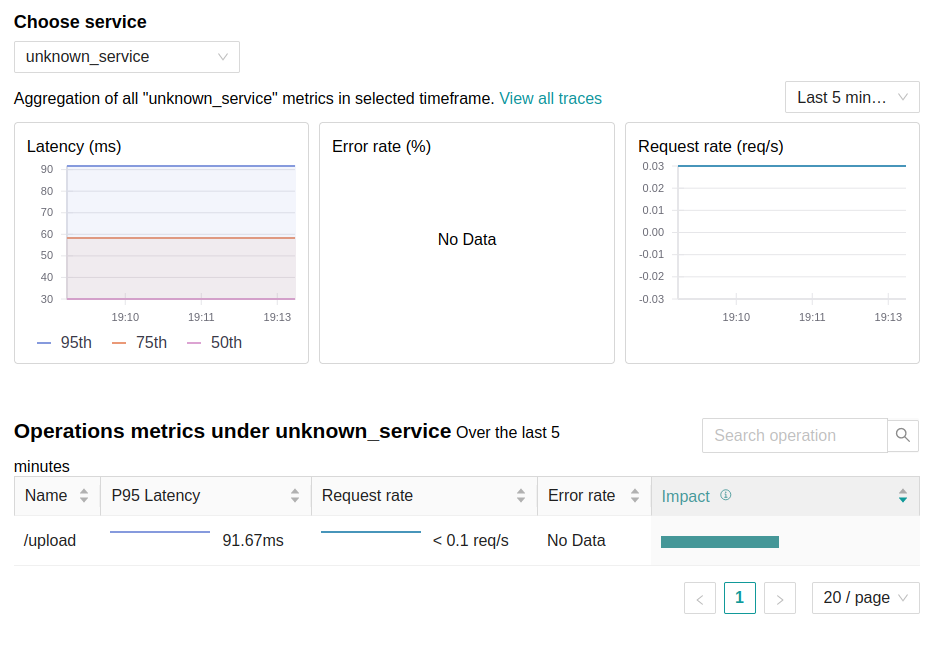 Choose service
unknown_service
Aggregation of all "unknown_service" metrics in selected timeframe. View all traces
Last 5 min...
Latency (ms)
90
80
70
60
50
40
30
19:10 19:11 19:13
95th 75th 50th
Error rate (%)
No Data
Request rate (req/s)
0.03
0.02
0.01
0.00
-0.01
-0.02
-0.03
19:10 19:11 19:13
Operations metrics under unknown_service Over the last 5
minutes
Search operation
Name P95 Latency Request rate Error rate Impact
/upload 91.67ms < 0.1 req/s No Data
1 20 / page